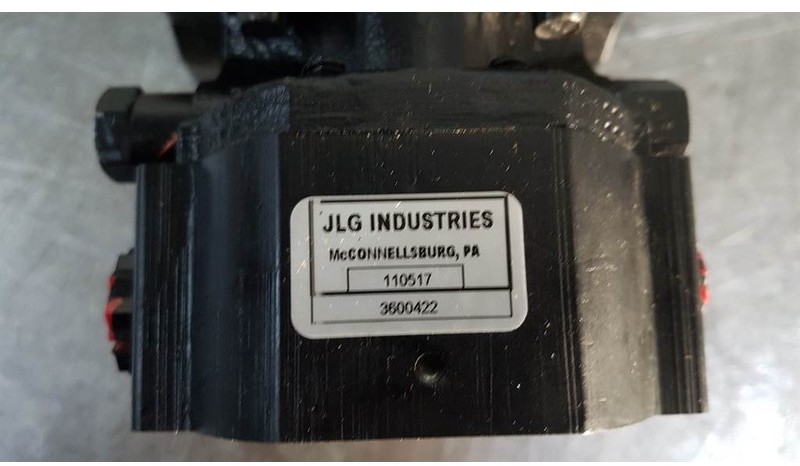 JLG INDUSTRIES
McCONNELLSBURG, PA
110517
3600422